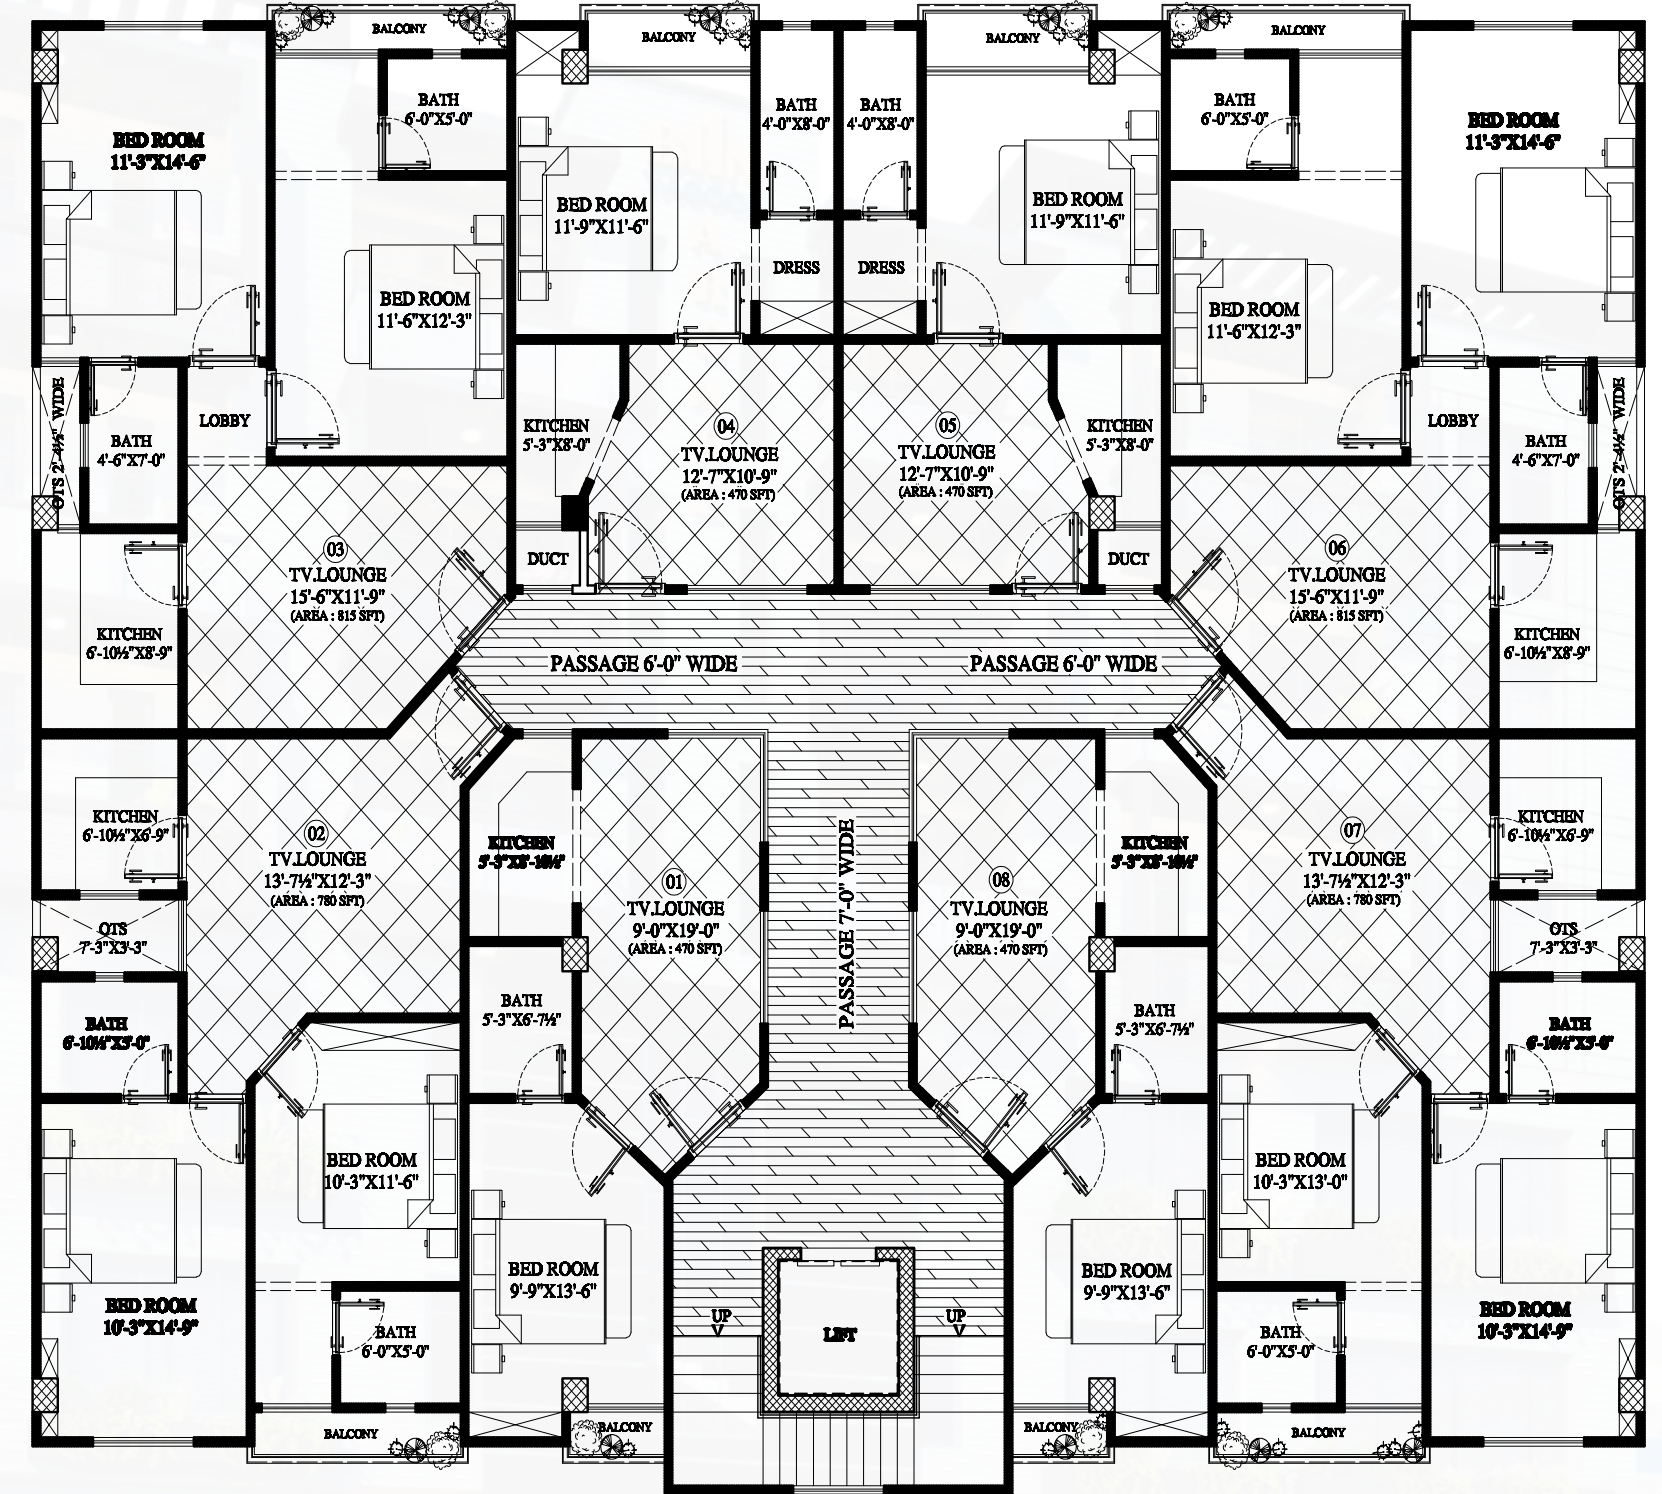 BALCONY
BALCONY
BALCONY
BALCONY
BATH
6'-0"X5'-0"
BATH
4'-0"X8'-0"
BATH
4'-0"X8'-0"
BATH
6'-0"X5'-0"
BED ROOM
11'-3"X14'-6"
BED ROOM
11'-3"X14'-6"
BED ROOM
11'-9"X11'-6"
BED ROOM
11'-9"X11'-6"
DRESS
DRESS
BED ROOM
11'-6"X12'-3"
BED ROOM
11'-6"X12'-3"
OTS 2'-4½" WIDE
BATH
4'-6"X7'-0"
LOBBY
KITCHEN
5'-3"X8'-0"
04
TV.LOUNGE
12'-7"X10'-9"
(AREA : 470 SFT)
05
TV.LOUNGE
12'-7"X10'-9"
(AREA : 470 SFT)
KITCHEN
5'-3"X8'-0"
LOBBY
BATH
4'-6"X7'-0"
OTS 2'-4½" WIDE
DUCT
DUCT
03
TV.LOUNGE
15'-6"X11'-9"
(AREA : 815 SFT)
06
TV.LOUNGE
15'-6"X11'-9"
(AREA : 815 SFT)
KITCHEN
6'-10½"X8'-9"
KITCHEN
6'-10½"X8'-9"
PASSAGE 6'-0" WIDE
PASSAGE 6'-0" WIDE
KITCHEN
6'-10½"X6'-9"
02
TV.LOUNGE
13'-7½"X12'-3"
(AREA : 780 SFT)
KITCHEN
5'-3"X8'-10½"
01
TV.LOUNGE
9'-0"X19'-0"
(AREA : 470 SFT)
PASSAGE 7'-0" WIDE
08
TV.LOUNGE
9'-0"X19'-0"
(AREA : 470 SFT)
KITCHEN
5'-3"X8'-10½"
07
TV.LOUNGE
13'-7½"X12'-3"
(AREA : 780 SFT)
KITCHEN
6'-10½"X6'-9"
OTS
7'-3"X3'-3"
OTS
7'-3"X3'-3"
BATH
6'-10½"X5'-0"
BATH
5'-3"X6'-7½"
BATH
5'-3"X6'-7½"
BATH
6'-10½"X5'-0"
BED ROOM
10'-3"X11'-6"
BED ROOM
10'-3"X13'-0"
BED ROOM
9'-9"X13'-6"
BED ROOM
9'-9"X13'-6"
BED ROOM
10'-3"X14'-9"
BED ROOM
10'-3"X14'-9"
BATH
6'-0"X5'-0"
UP
LIFT
UP
BATH
6'-0"X5'-0"
BALCONY
BALCONY
BALCONY
BALCONY